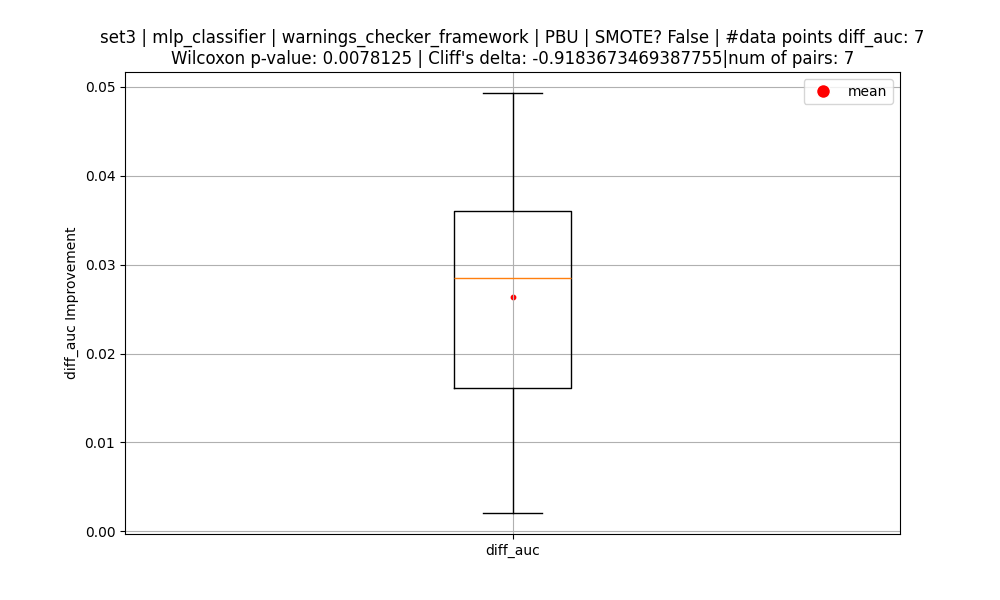 set3 | mlp_classifier | warnings_checker_framework | PBU | SMOTE? False | #data points diff_auc: 7
Wilcoxon p-value: 0.0078125 | Cliff's delta: -0.9183673469387755|num of pairs: 7
mean
0.05
0.04
0.03
0.02
0.01
0.00
diff_auc Improvement
diff_auc